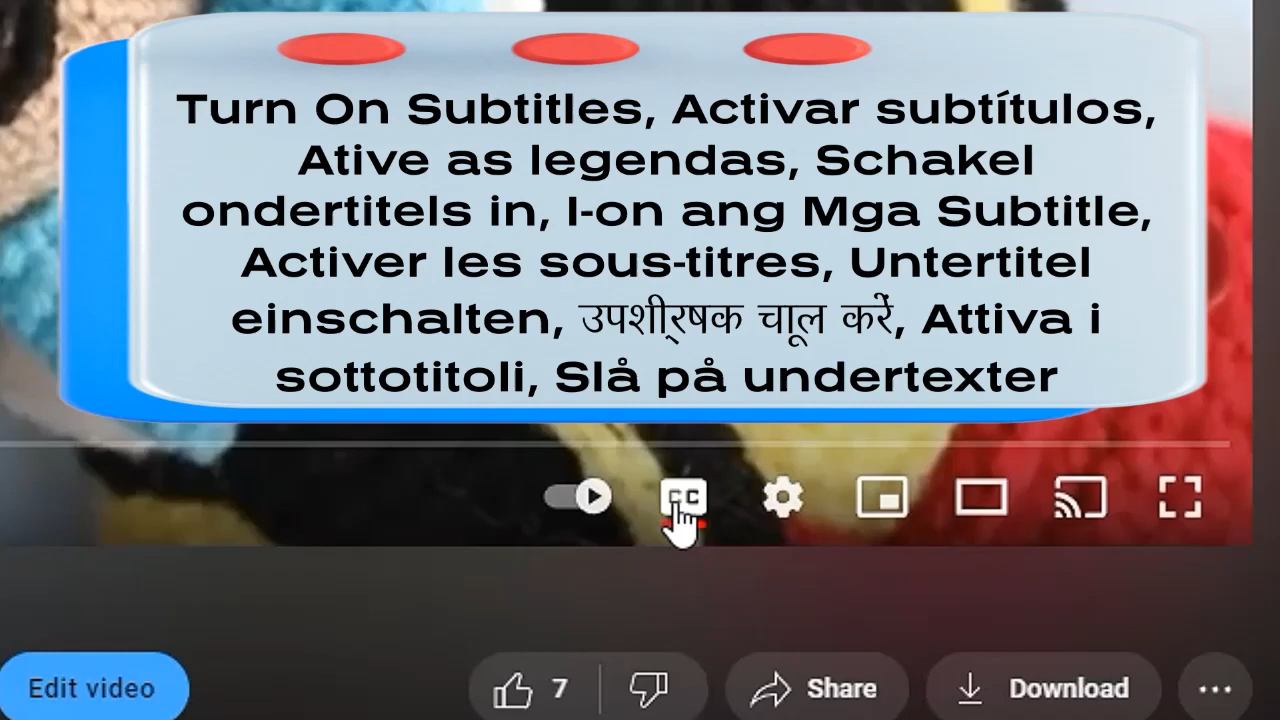 Turn On Subtitles, Activar subtítulos,
Ative as legendas, Schakel
ondertitels in, I-on ang Mga Subtitle,
Activer les sous-titres, Untertitel
einschalten, उपशीर्षक चालू करें, Attiva i
sottotitoli, Slå på undertexter
CC
Edit video
7
Share
Download